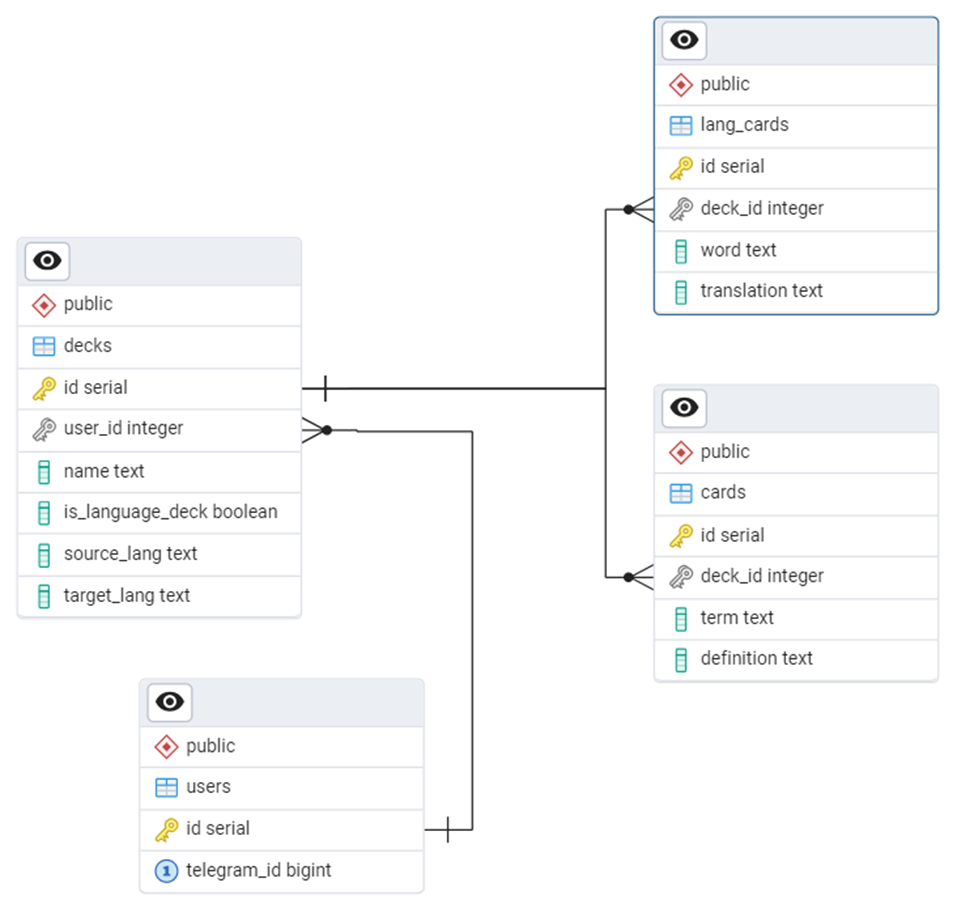 public
lang_cards
id serial
deck_id integer
word text
translation text
public
decks
id serial
user_id integer
name text
is_language_deck boolean
source_lang text
target_lang text
public
cards
id serial
deck_id integer
term text
definition text
public
users
id serial
1 telegram_id bigint